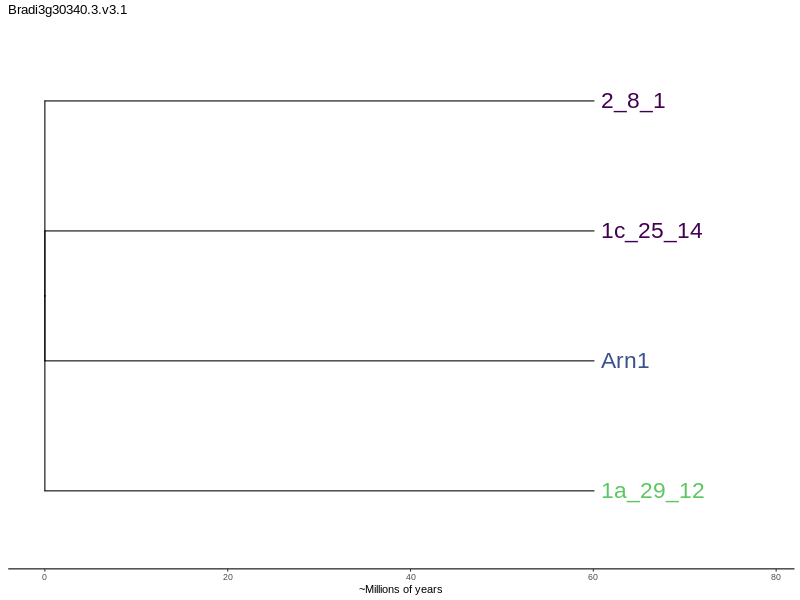 Bradi3g30340.3.v3.1
2_8_1
1c_25_14
Arn1
1a_29_12
0 20 40 60 80
~Millions of years